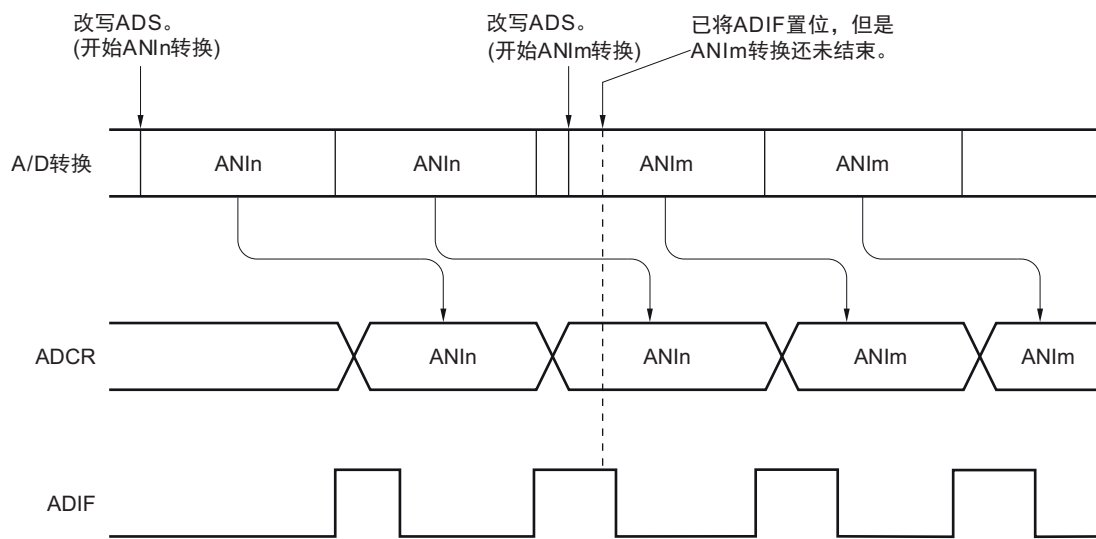 改写ADS。
(开始ANIn转换)
改写ADS。
(开始ANIm转换)
已将ADIF置位，但是
ANIm转换还未结束。
A/D转换
ANIn
ANIn
ANIm
ANIm
ADCR
ANIn
ANIn
ANIm
ANIm
ADIF